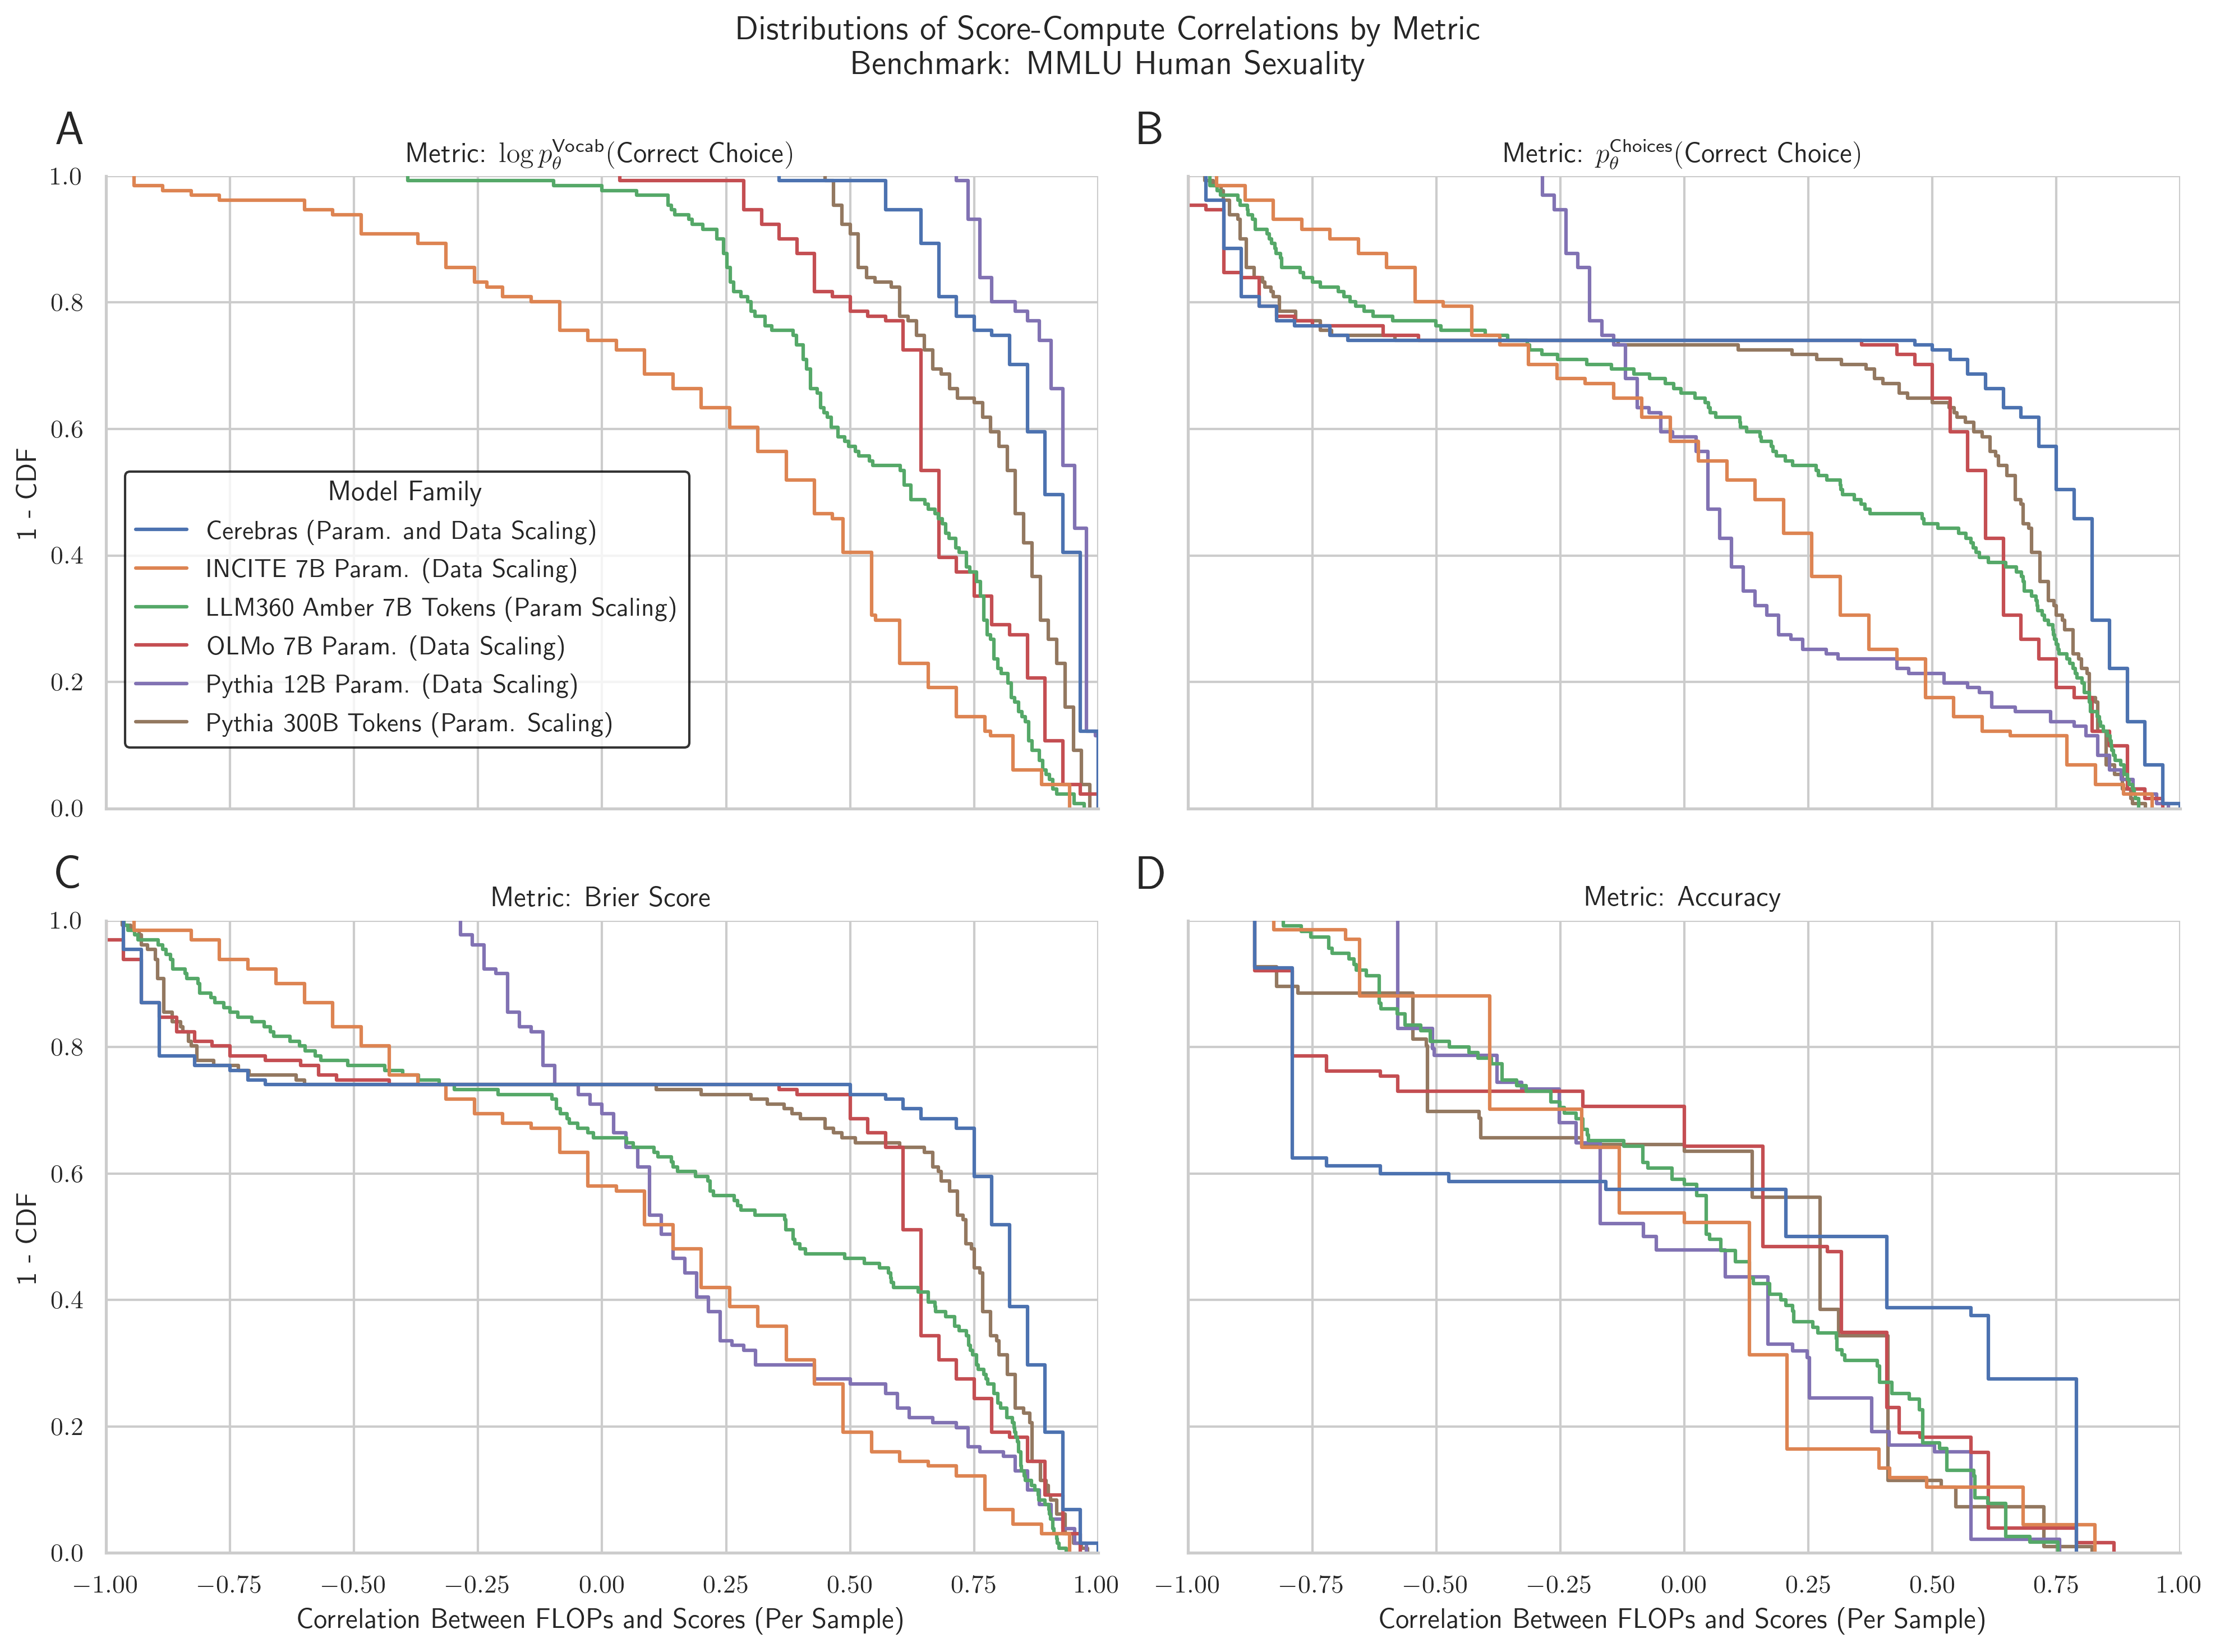 Distributions of Score-Compute Correlations by Metric
Benchmark: MMLU Human Sexuality
A
Metric: log p_θ^Vocab(Correct Choice)
1.0
0.8
0.6
0.4
0.2
0.0
1 - CDF
Model Family
Cerebras (Param. and Data Scaling)
INCITE 7B Param. (Data Scaling)
LLM360 Amber 7B Tokens (Param Scaling)
OLMo 7B Param. (Data Scaling)
Pythia 12B Param. (Data Scaling)
Pythia 300B Tokens (Param. Scaling)
B
Metric: p_θ^Choices(Correct Choice)
C
Metric: Brier Score
1.0
0.8
0.6
0.4
0.2
0.0
1 - CDF
−1.00 −0.75 −0.50 −0.25 0.00 0.25 0.50 0.75 1.00
Correlation Between FLOPs and Scores (Per Sample)
D
Metric: Accuracy
−1.00 −0.75 −0.50 −0.25 0.00 0.25 0.50 0.75 1.00
Correlation Between FLOPs and Scores (Per Sample)